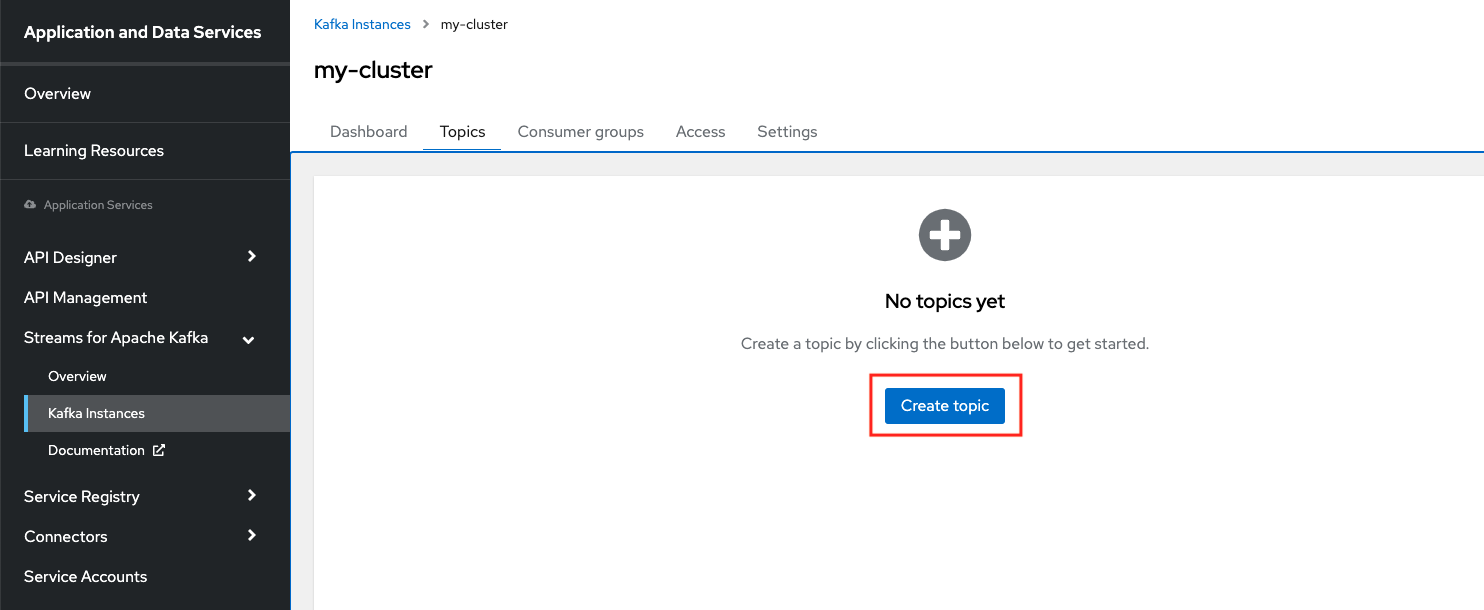 Application and Data Services
Overview
Learning Resources
Application Services
API Designer
API Management
Streams for Apache Kafka
Overview
Kafka Instances
Documentation
Service Registry
Connectors
Service Accounts
Kafka Instances > my-cluster
my-cluster
Dashboard Topics Consumer groups Access Settings
No topics yet
Create a topic by clicking the button below to get started.
Create topic